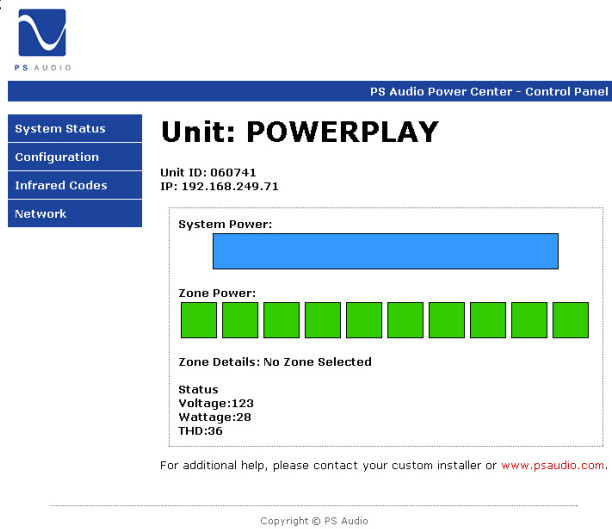 PS AUDIO
PS Audio Power Center - Control Panel
System Status
Configuration
Infrared Codes
Network
Unit: POWERPLAY
Unit ID: 060741
IP: 192.168.249.71
System Power:
Zone Power:
Zone Details: No Zone Selected
Status
Voltage:123
Wattage:28
THD:36
For additional help, please contact your custom installer or www.psaudio.com.
Copyright © PS Audio